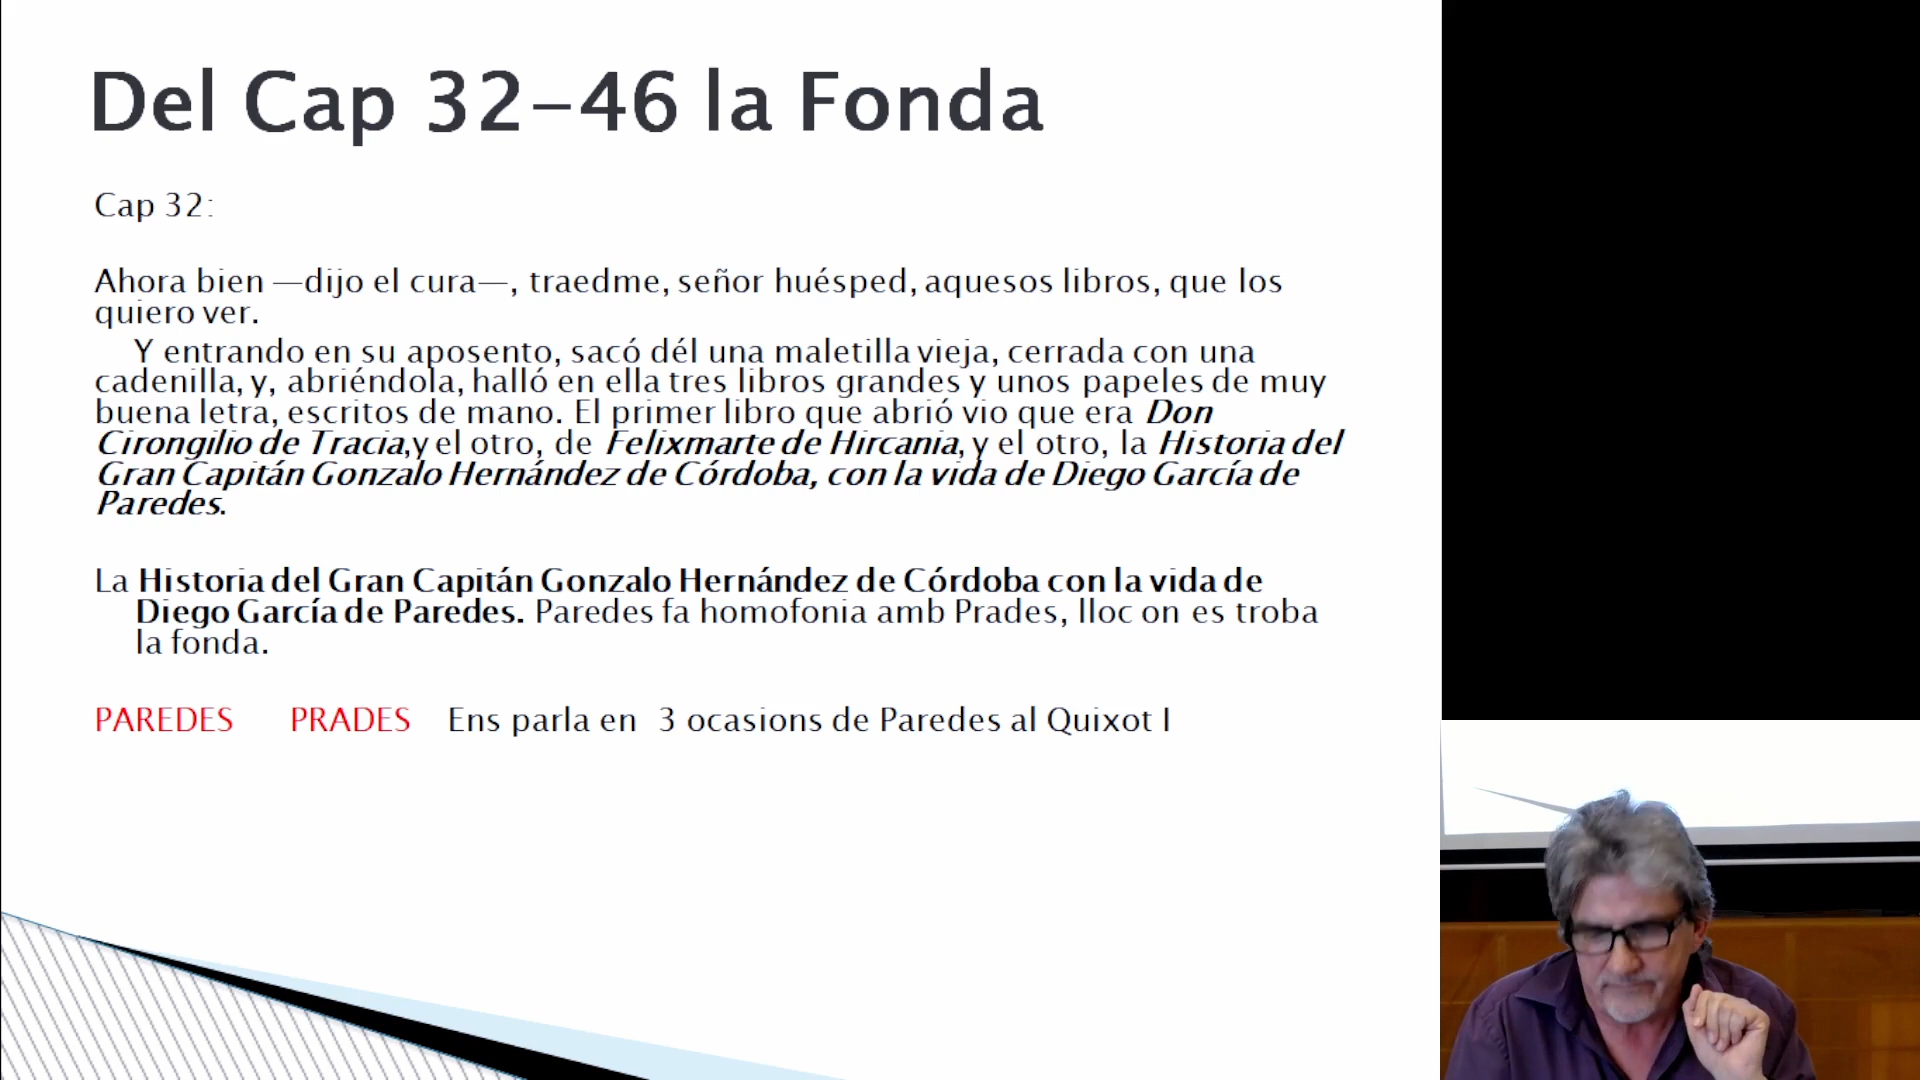 Del Cap 32-46 la Fonda
Cap 32:
Ahora bien —dijo el cura—, traedme, señor huésped, aquesos libros, que los
quiero ver.
Y entrando en su aposento, sacó dél una maletilla vieja, cerrada con una
cadenilla, y, abriéndola, halló en ella tres libros grandes y unos papeles de muy
buena letra, escritos de mano. El primer libro que abrió vio que era Don
Cirongilio de Tracia,y el otro, de Felixmarte de Hircania, y el otro, la Historia del
Gran Capitán Gonzalo Hernández de Córdoba, con la vida de Diego García de
Paredes.
La Historia del Gran Capitán Gonzalo Hernández de Córdoba con la vida de
Diego García de Paredes. Paredes fa homofonia amb Prades, lloc on es troba
la fonda.
PAREDES PRADES Ens parla en 3 ocasions de Paredes al Quixot I